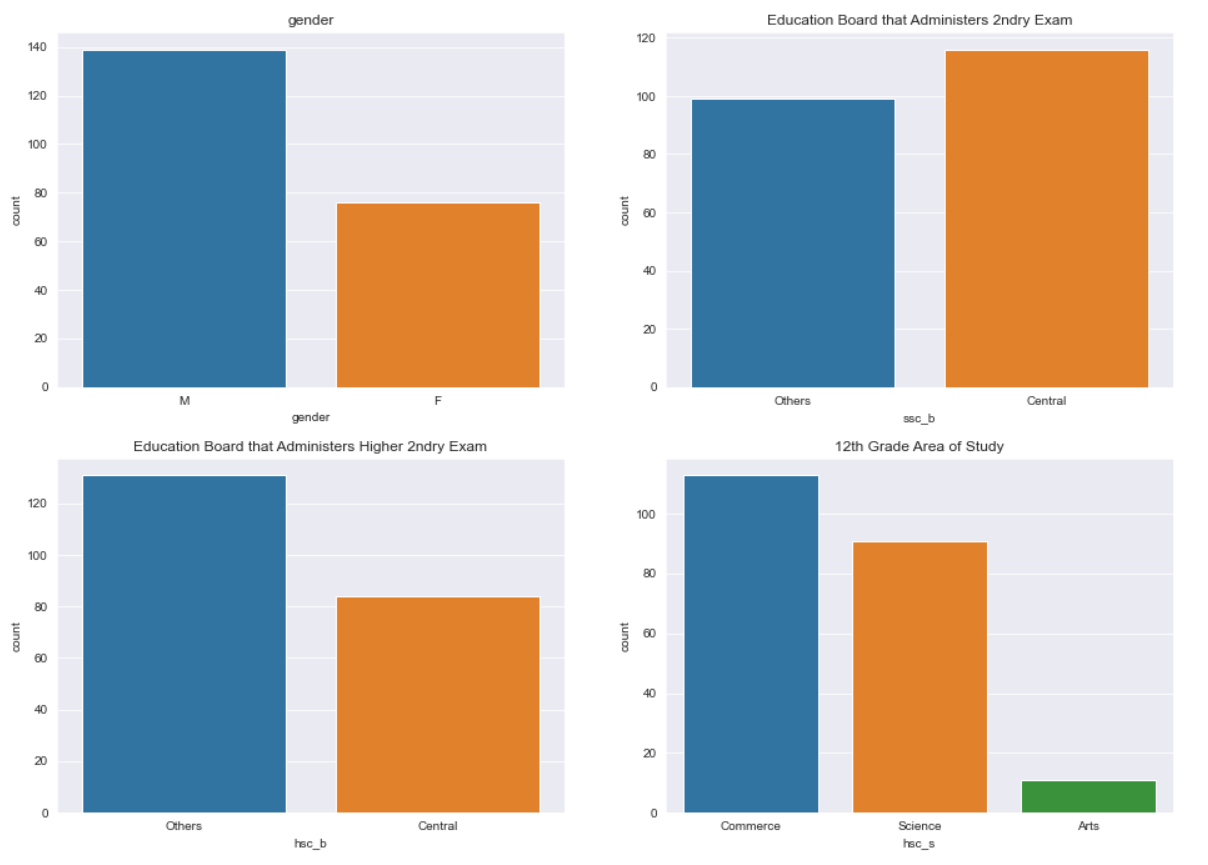 gender
140
120
100
80
60
40
20
0
count
M F
gender
Education Board that Administers 2ndry Exam
120
100
80
60
40
20
0
count
Others Central
ssc_b
Education Board that Administers Higher 2ndry Exam
120
100
80
60
40
20
0
count
Others Central
hsc_b
12th Grade Area of Study
100
80
60
40
20
0
count
Commerce Science Arts
hsc_s